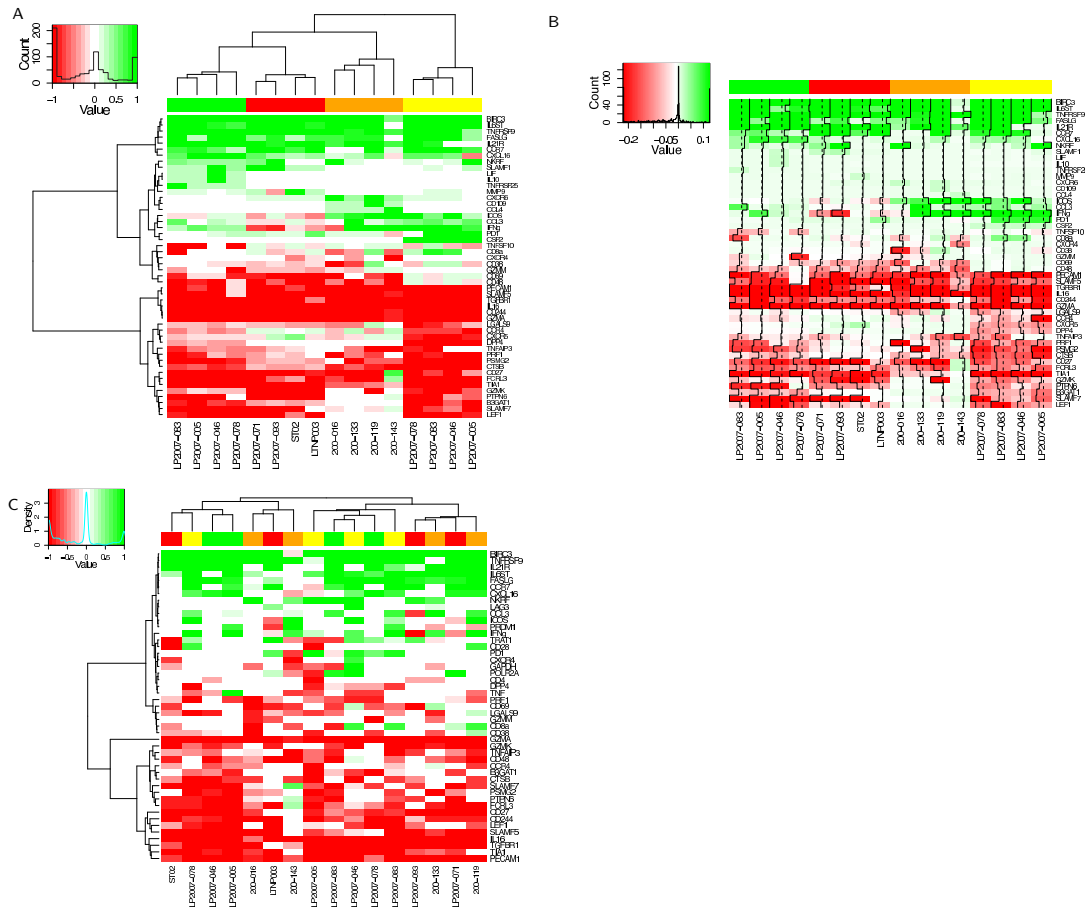 A
Count
0 100 200
-1 -0.5 0 0.5 1
Value
BIRC3
IL6ST
TNFRSF9
FASLG
IL21R
CCR7
CXCL16
NKRF
SLAMF1
LIF
IL10
TNFRSF25
MMP9
CXCR6
CD109
CCL4
ICOS
CCL3
IFNg
PD1
CSF2
TNFSF10
CD8a
CXCR4
CD38
GZMM
CD69
CD48
PECAM1
SLAMF5
TGFBR1
IL16
CD244
GZMA
LGALS9
CCR4
CXCR5
DPP4
TNFAIP3
PRF1
PSMG2
CTSB
CD27
FCRL3
TIA1
GZMK
PTPN6
B3GAT1
SLAMF7
LEF1
LP2007-083
LP2007-005
LP2007-046
LP2007-078
LP2007-071
LP2007-093
ST02
LTNP003
200-016
200-133
200-119
200-143
LP2007-078
LP2007-083
LP2007-046
LP2007-005
B
Count
0 40 80
-0.2 -0.05 0.1
Value
BIRC3
IL6ST
TNFRSF9
FASLG
IL21R
CCR7
CXCL16
NKRF
SLAMF1
LIF
IL10
TNFRSF2
MMP9
CXCR6
CD109
CCL4
ICOS
CCL3
IFNg
PD1
CSF2
TNFSF10
CD8a
CXCR4
CD38
GZMM
CD69
CD48
PECAM1
SLAMF5
TGFBR1
IL16
CD244
GZMA
LGALS9
CCR4
CXCR5
DPP4
TNFAIP3
PRF1
PSMG2
CTSB
CD27
FCRL3
TIA1
GZMK
PTPN6
B3GAT1
SLAMF7
LEF1
LP2007-083
LP2007-005
LP2007-046
LP2007-078
LP2007-071
LP2007-093
ST02
LTNP003
200-016
200-133
200-119
200-143
LP2007-078
LP2007-083
LP2007-046
LP2007-005
C
Density
0 1 2 3
-1 -0.5 0 0.5 1
Value
BIRC3
TNFRSF9
IL21R
IL6ST
FASLG
CCR7
CXCL16
NKRF
LAG3
CCL3
ICOS
PRDM1
IFNg
TRAT1
CD28
PD1
CXCR4
GAPDH
POLR2A
CD4
DPP4
TNF
PRF1
CD69
LGALS9
GZMM
CD8a
CD38
GZMA
GZMK
TNFAIP3
CD48
CCR4
B3GAT1
CTSB
SLAMF7
PSMG2
PTPN6
FCRL3
CD27
CD244
LEF1
SLAMF5
IL16
TGFBR1
TIA1
PECAM1
ST02
LP2007-078
LP2007-046
LP2007-005
200-016
LTNP003
200-143
LP2007-005
LP2007-083
LP2007-046
LP2007-078
LP2007-083
LP2007-093
200-133
LP2007-071
200-119